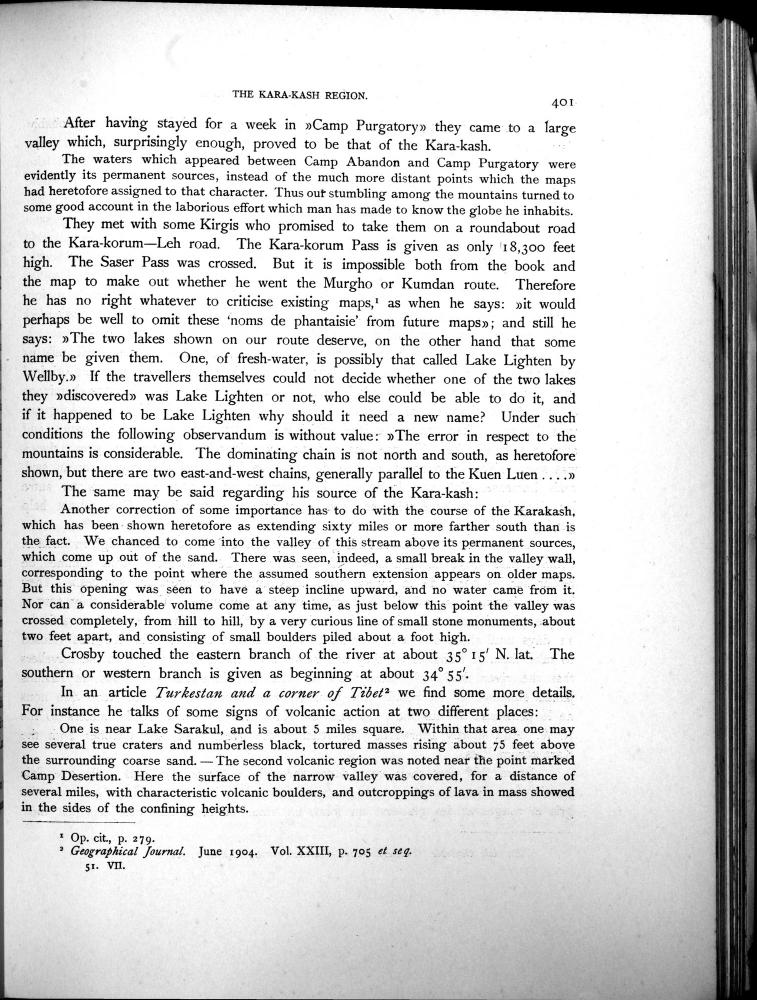 THE KARA-KASH REGION.
401
After having stayed for a week in »Camp Purgatory» they came to a large
valley which, surprisingly enough, proved to be that of the Kara-kash.
The waters which appeared between Camp Abandon and Camp Purgatory were
evidently its permanent sources, instead of the much more distant points which the maps
had heretofore assigned to that character. Thus our stumbling among the mountains turned to
some good account in the laborious effort which man has made to know the globe he inhabits.
They met with some Kirgis who promised to take them on a roundabout road
to the Kara-korum—Leh road. The Kara-korum Pass is given as only 18,300 feet
high. The Saser Pass was crossed. But it is impossible both from the book and
the map to make out whether he went the Murgho or Kumdan route. Therefore
he has no right whatever to criticise existing maps,¹ as when he says: »it would
perhaps be well to omit these 'noms de phantaisie' from future maps»; and still he
says: »The two lakes shown on our route deserve, on the other hand that some
name be given them. One, of fresh-water, is possibly that called Lake Lighten by
Wellby.» If the travellers themselves could not decide whether one of the two lakes
they »discovered» was Lake Lighten or not, who else could be able to do it, and
if it happened to be Lake Lighten why should it need a new name? Under such
conditions the following observandum is without value: »The error in respect to the
mountains is considerable. The dominating chain is not north and south, as heretofore
shown, but there are two east-and-west chains, generally parallel to the Kuen Luen . . . .»
The same may be said regarding his source of the Kara-kash:
Another correction of some importance has to do with the course of the Karakash,
which has been shown heretofore as extending sixty miles or more farther south than is
the fact. We chanced to come into the valley of this stream above its permanent sources,
which come up out of the sand. There was seen, indeed, a small break in the valley wall,
corresponding to the point where the assumed southern extension appears on older maps.
But this opening was seen to have a steep incline upward, and no water came from it.
Nor can a considerable volume come at any time, as just below this point the valley was
crossed completely, from hill to hill, by a very curious line of small stone monuments, about
two feet apart, and consisting of small boulders piled about a foot high.
Crosby touched the eastern branch of the river at about 35° 15′ N. lat. The
southern or western branch is given as beginning at about 34° 55′.
In an article Turkestan and a corner of Tibet² we find some more details.
For instance he talks of some signs of volcanic action at two different places:
One is near Lake Sarakul, and is about 5 miles square. Within that area one may
see several true craters and numberless black, tortured masses rising about 75 feet above
the surrounding coarse sand. — The second volcanic region was noted near the point marked
Camp Desertion. Here the surface of the narrow valley was covered, for a distance of
several miles, with characteristic volcanic boulders, and outcroppings of lava in mass showed
in the sides of the confining heights.
¹ Op. cit., p. 279.
² Geographical Journal. June 1904. Vol. XXIII, p. 705 et seq.
51. VII.